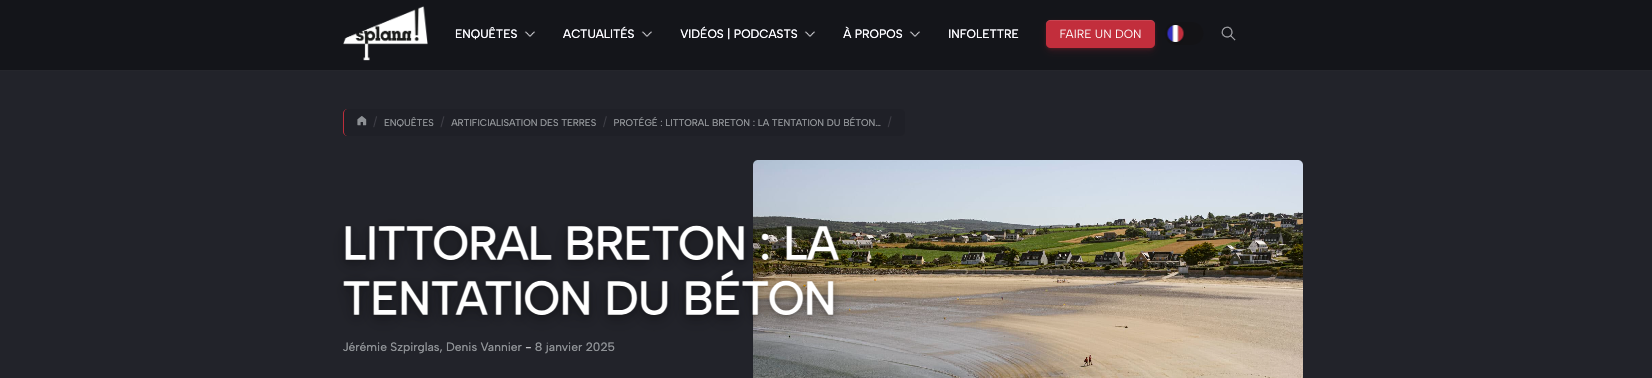 splann!
ENQUÊTES
ACTUALITÉS
VIDÉOS | PODCASTS
À PROPOS
INFOLETTRE
FAIRE UN DON
/ ENQUÊTES / ARTIFICIALISATION DES TERRES / PROTÉGÉ : LITTORAL BRETON : LA TENTATION DU BÉTON… /
LITTORAL BRETON : LA
TENTATION DU BÉTON
Jérémie Szpirglas, Denis Vannier – 8 janvier 2025